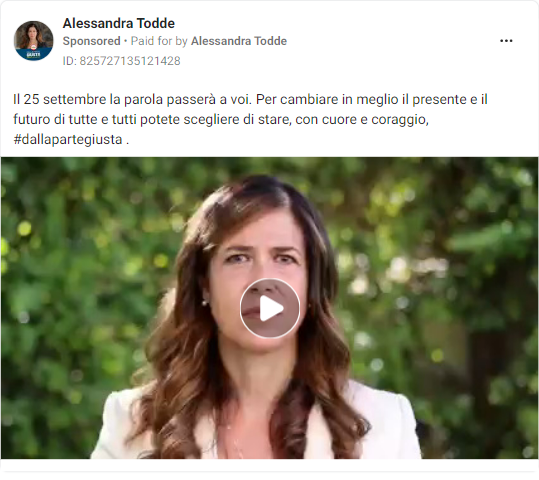 Alessandra Todde
Sponsored • Paid for by Alessandra Todde
ID: 825727135121428
Il 25 settembre la parola passerà a voi. Per cambiare in meglio il presente e il
futuro di tutte e tutti potete scegliere di stare, con cuore e coraggio,
#dallapartegiusta .